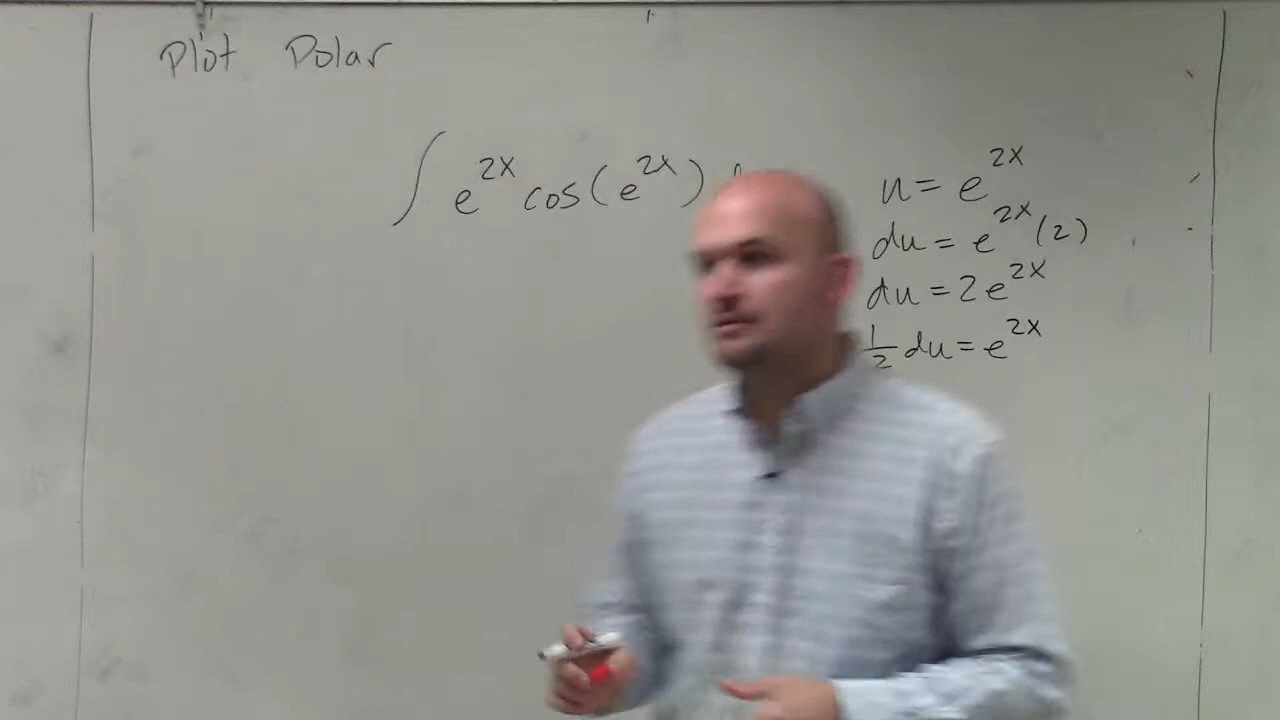 Plot Polar
∫ e^{2x} cos(e^{2x})
u = e^{2x}
du = e^{2x}(2)
du = 2e^{2x}
1/2 du = e^{2x}